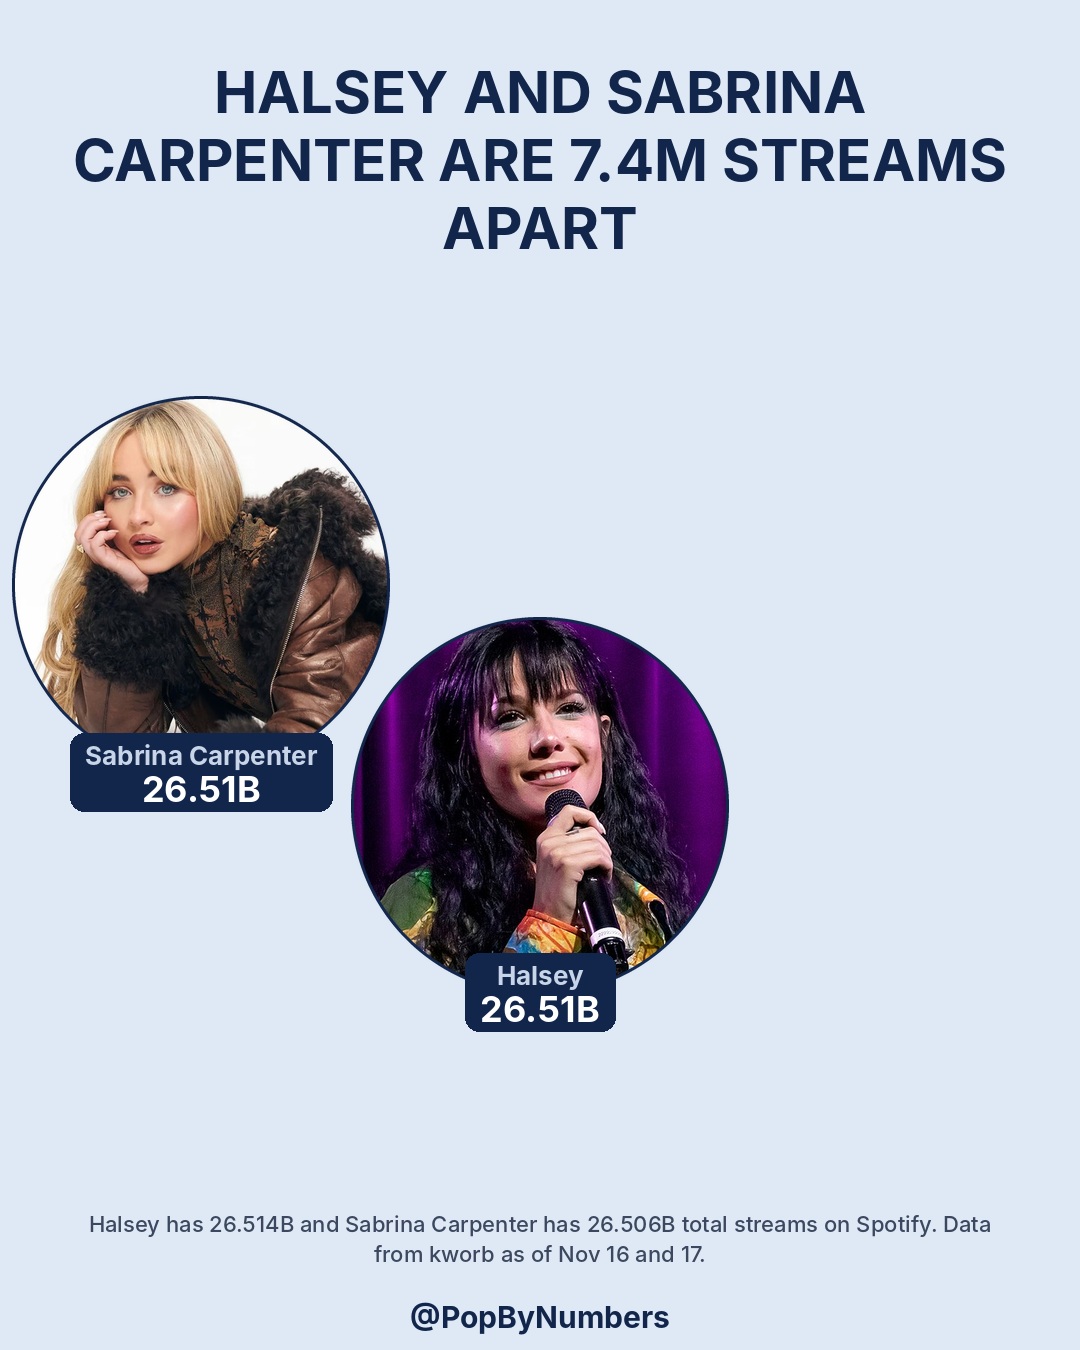 HALSEY AND SABRINA
CARPENTER ARE 7.4M STREAMS
APART
Sabrina Carpenter
26.51B
Halsey
26.51B
Halsey has 26.514B and Sabrina Carpenter has 26.506B total streams on Spotify. Data
from kworb as of Nov 16 and 17.
@PopByNumbers